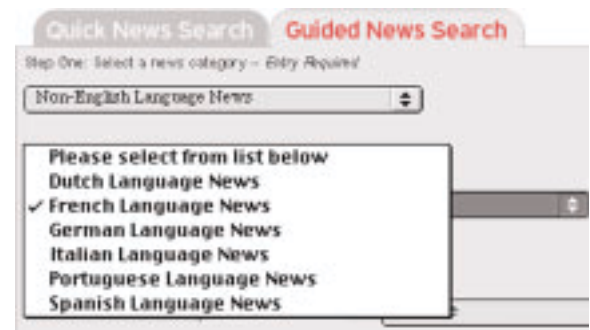 Quick News Search Guided News Search
Step One: Select a news category – Entry Required
Non-English Language News
Please select from list below
Dutch Language News
✓ French Language News
German Language News
Italian Language News
Portuguese Language News
Spanish Language News